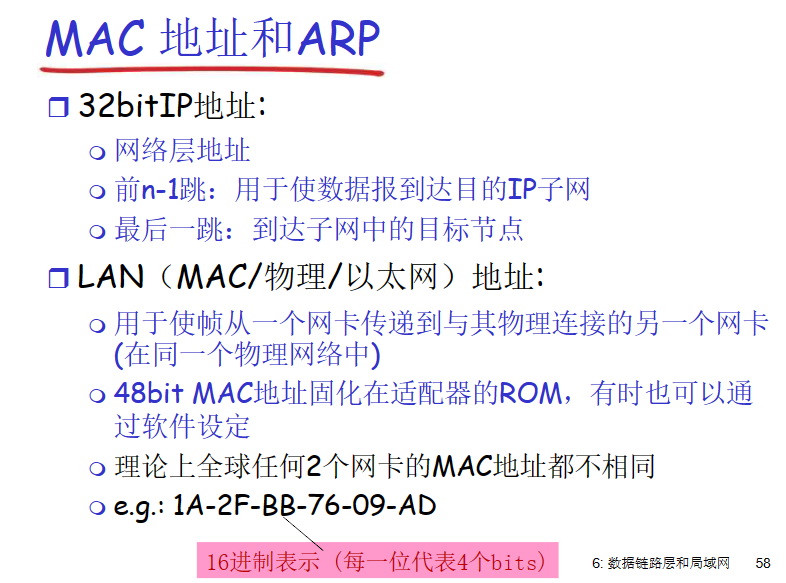 MAC 地址和ARP
32bitIP地址:
网络层地址
前n-1跳：用于使数据报到达目的IP子网
最后一跳：到达子网中的目标节点
LAN（MAC/物理/以太网）地址:
用于使帧从一个网卡传递到与其物理连接的另一个网卡
(在同一个物理网络中)
48bit MAC地址固化在适配器的ROM，有时也可以通
过软件设定
理论上全球任何2个网卡的MAC地址都不相同
e.g.: 1A-2F-BB-76-09-AD
16进制表示（每一位代表4个bits）
6: 数据链路层和局域网 58